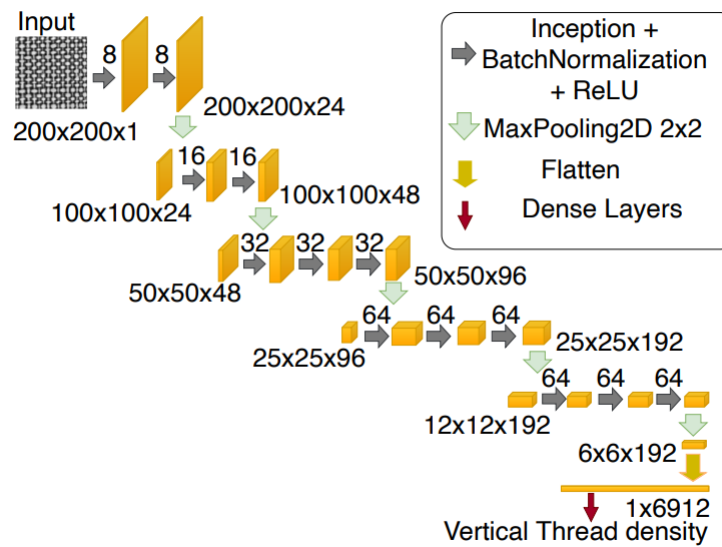 Input
8
8
200x200x1
200x200x24
Inception +
BatchNormalization
+ ReLU
MaxPooling2D 2x2
Flatten
Dense Layers
16
16
100x100x24
100x100x48
32
32
32
50x50x48
50x50x96
64
64
64
25x25x96
25x25x192
64
64
64
12x12x192
6x6x192
1x6912
Vertical Thread density